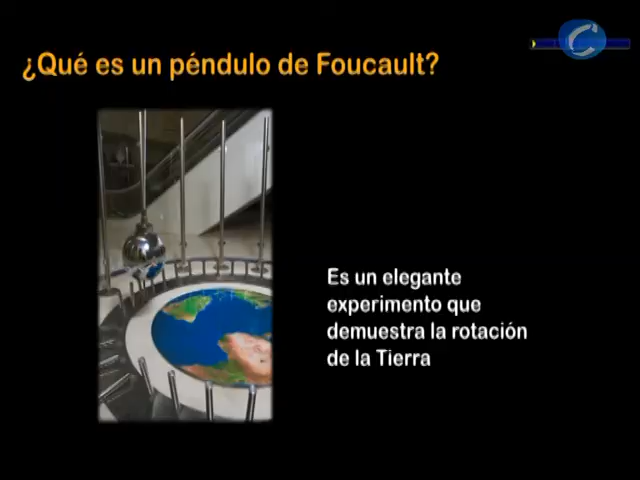 ¿Qué es un péndulo de Foucault?
Es un elegante
experimento que
demuestra la rotación
de la Tierra